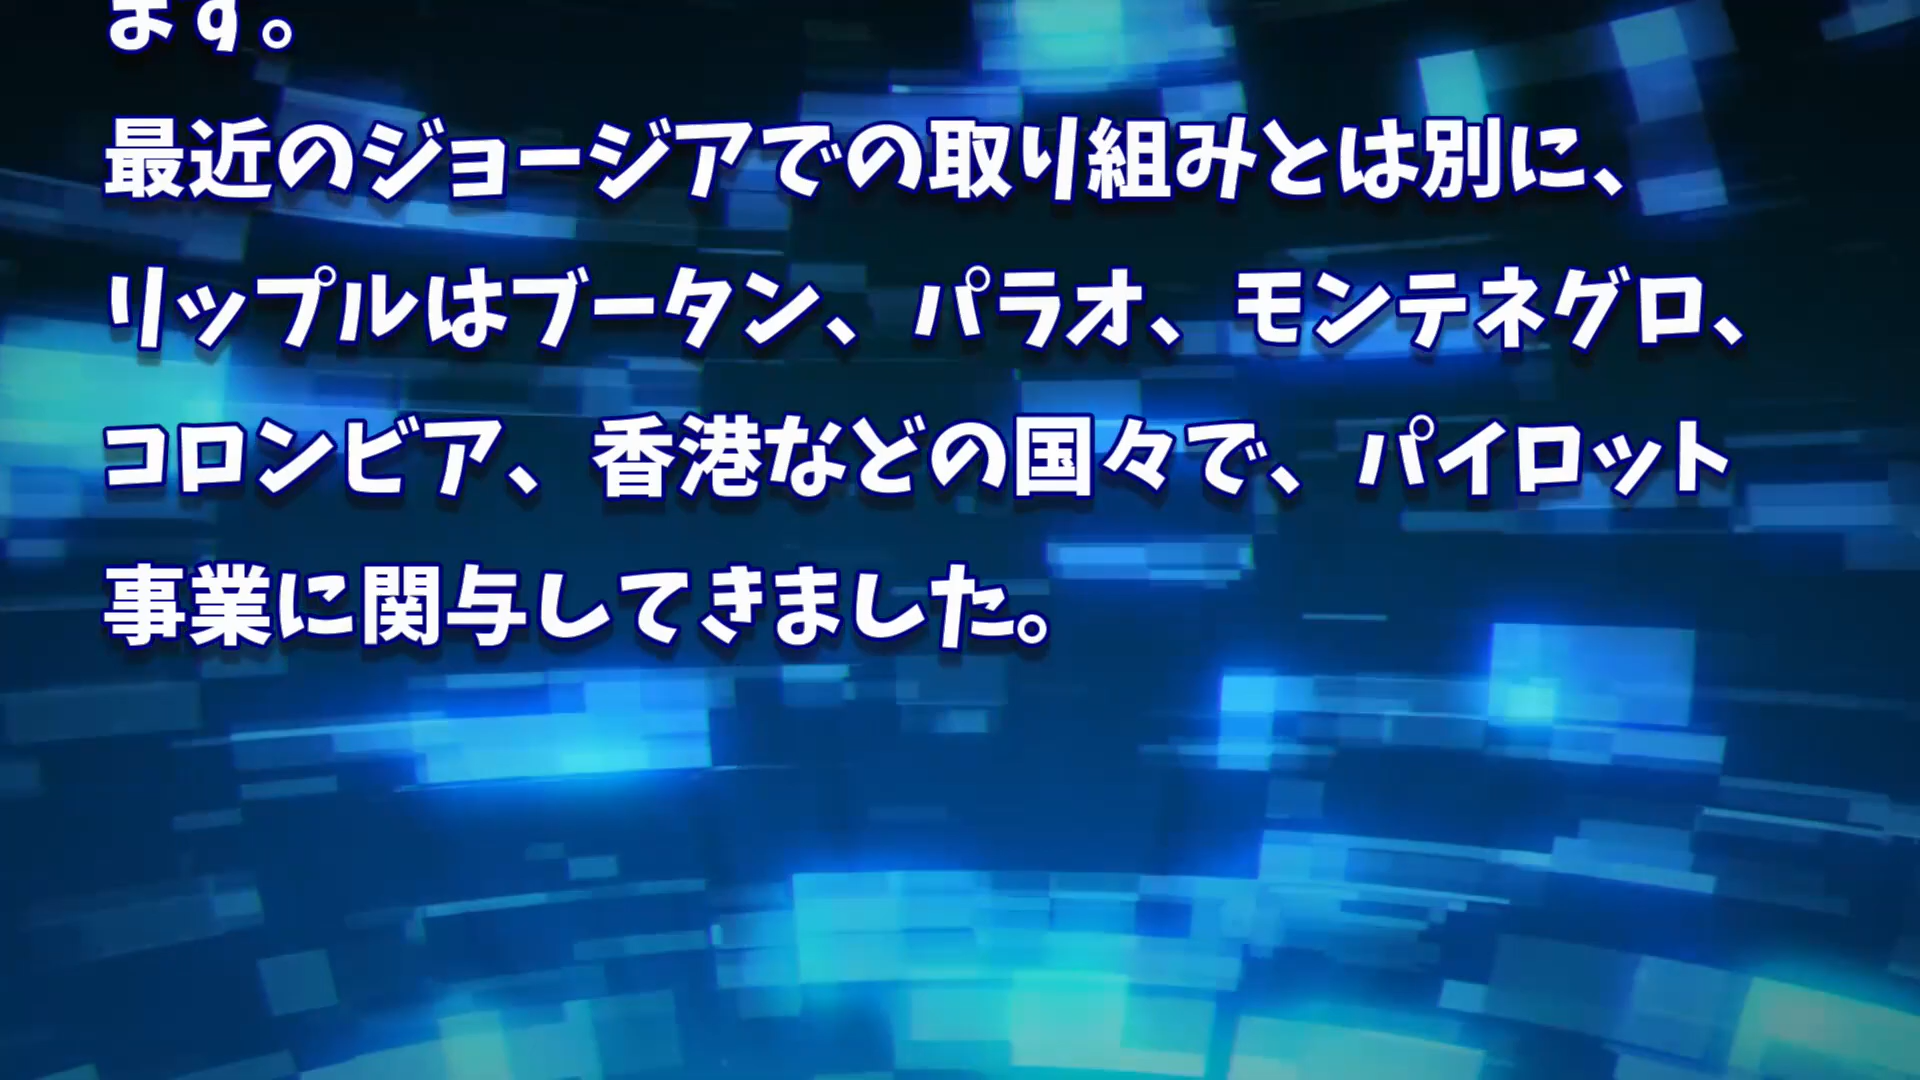 ます。
最近のジョージアでの取り組みとは別に、
リップルはブータン、パラオ、モンテネグロ、
コロンビア、香港などの国々で、パイロット
事業に関与してきました。